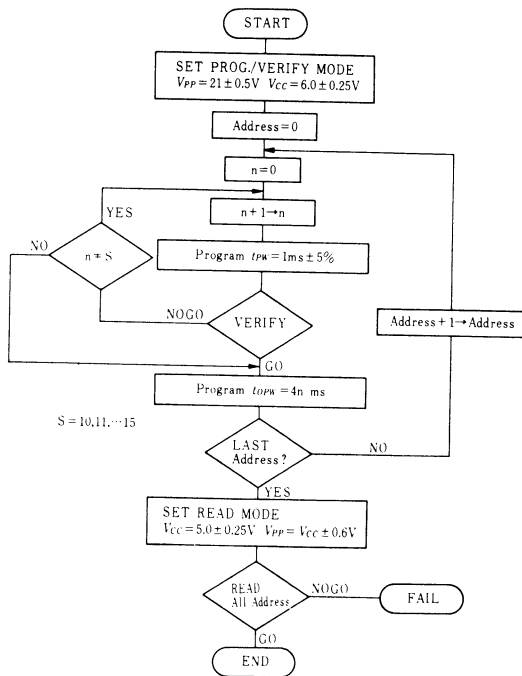 START
SET PROG./VERIFY MODE
VPP=21±0.5V VCC=6.0±0.25V
Address=0
n=0
YES
n+1→n
NO
n≠S
Program tPW=1ms±5%
NOGO
VERIFY
Address+1→Address
GO
Program tOPW=4n ms
S=10,11,…15
LAST
Address?
NO
YES
SET READ MODE
VCC=5.0±0.25V VPP=VCC±0.6V
READ
All Address
NOGO
FAIL
GO
END